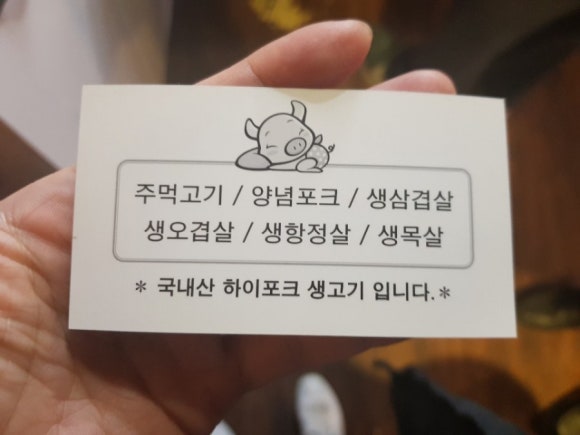 주먹고기 / 양념포크 / 생삼겹살
생오겹살 / 생항정살 / 생목살
* 국내산 하이포크 생고기 입니다.*